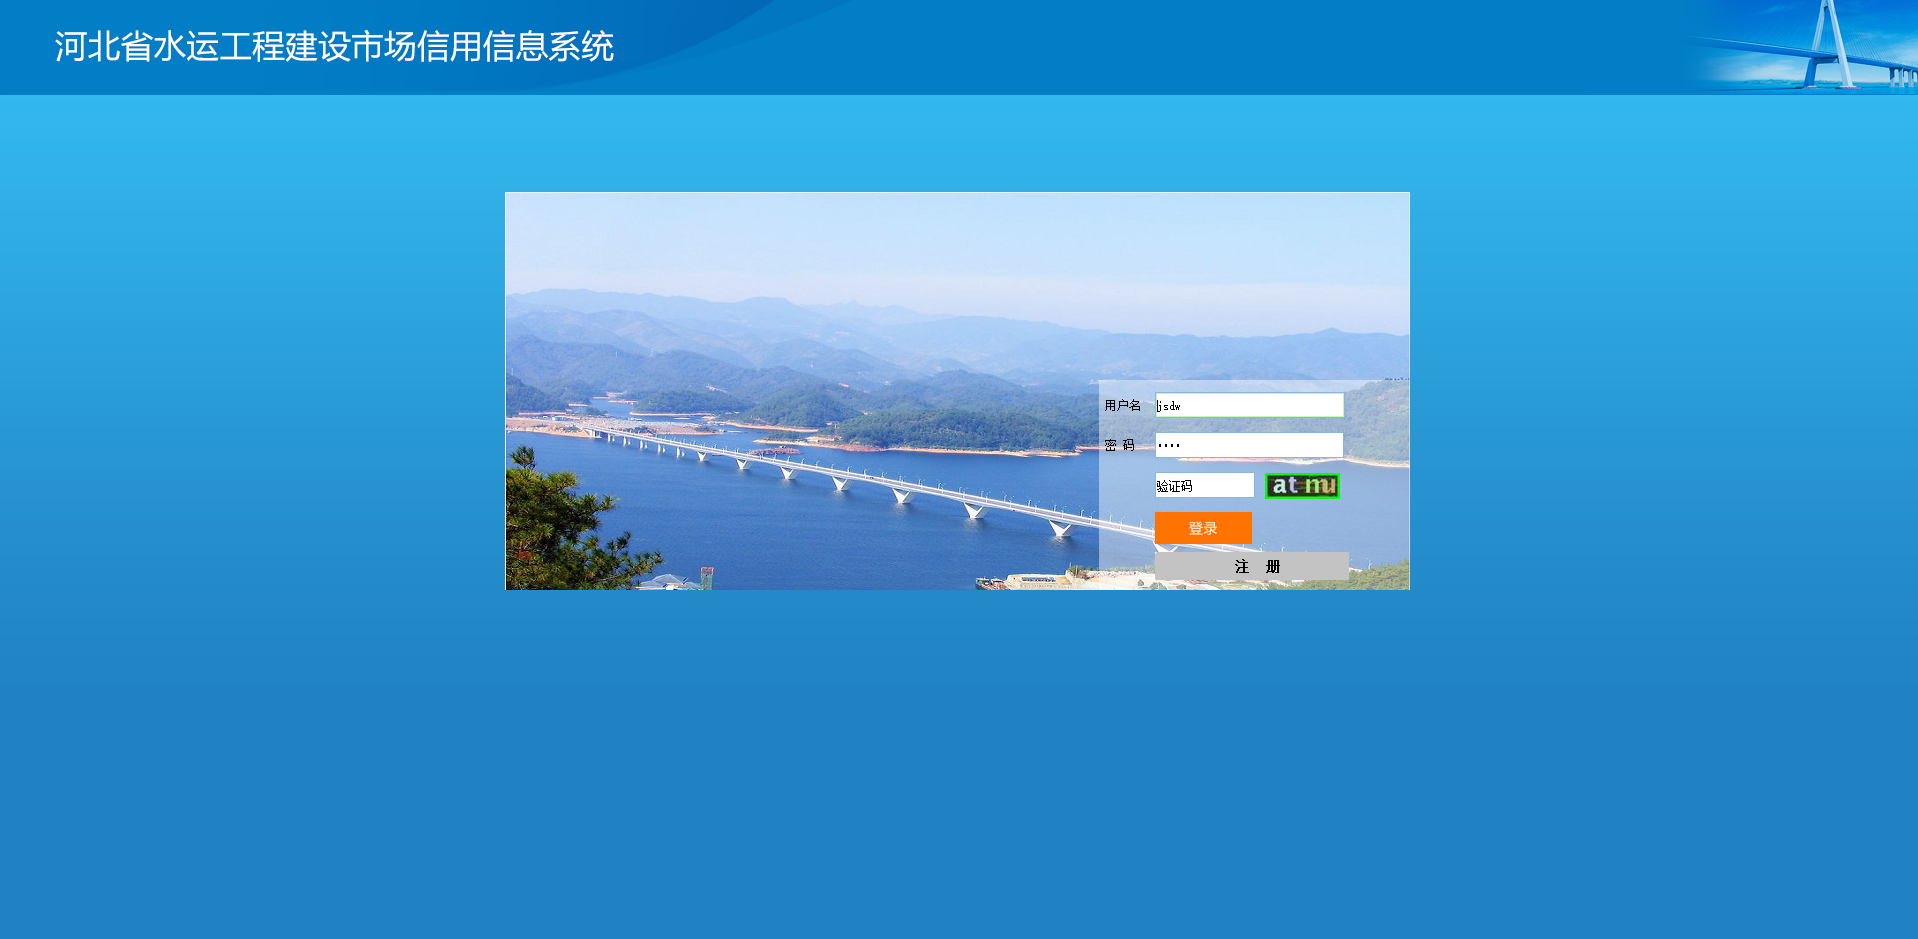 河北省水运工程建设市场信用信息系统
用户名 jsdw
密 码 ••••
验证码 at mu
登录
注 册